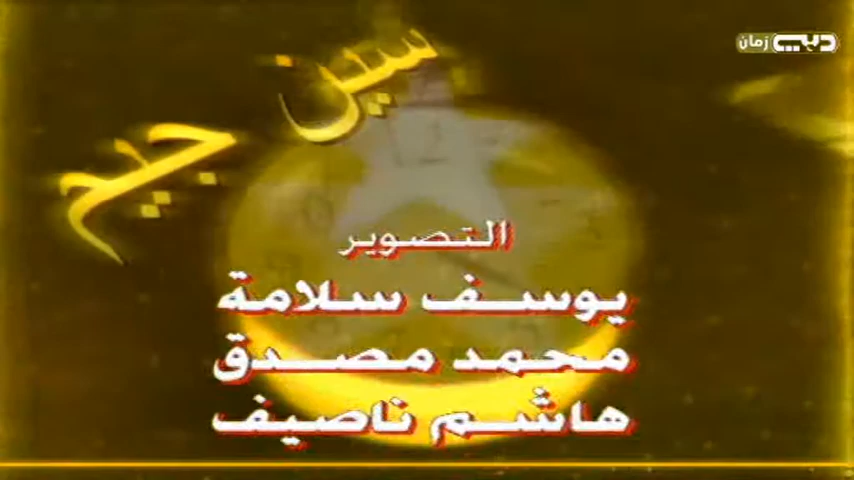 دبي زمان
سين
جيم
التصوير
يوسف سلامة
محمد مصدق
هاشم ناصيف